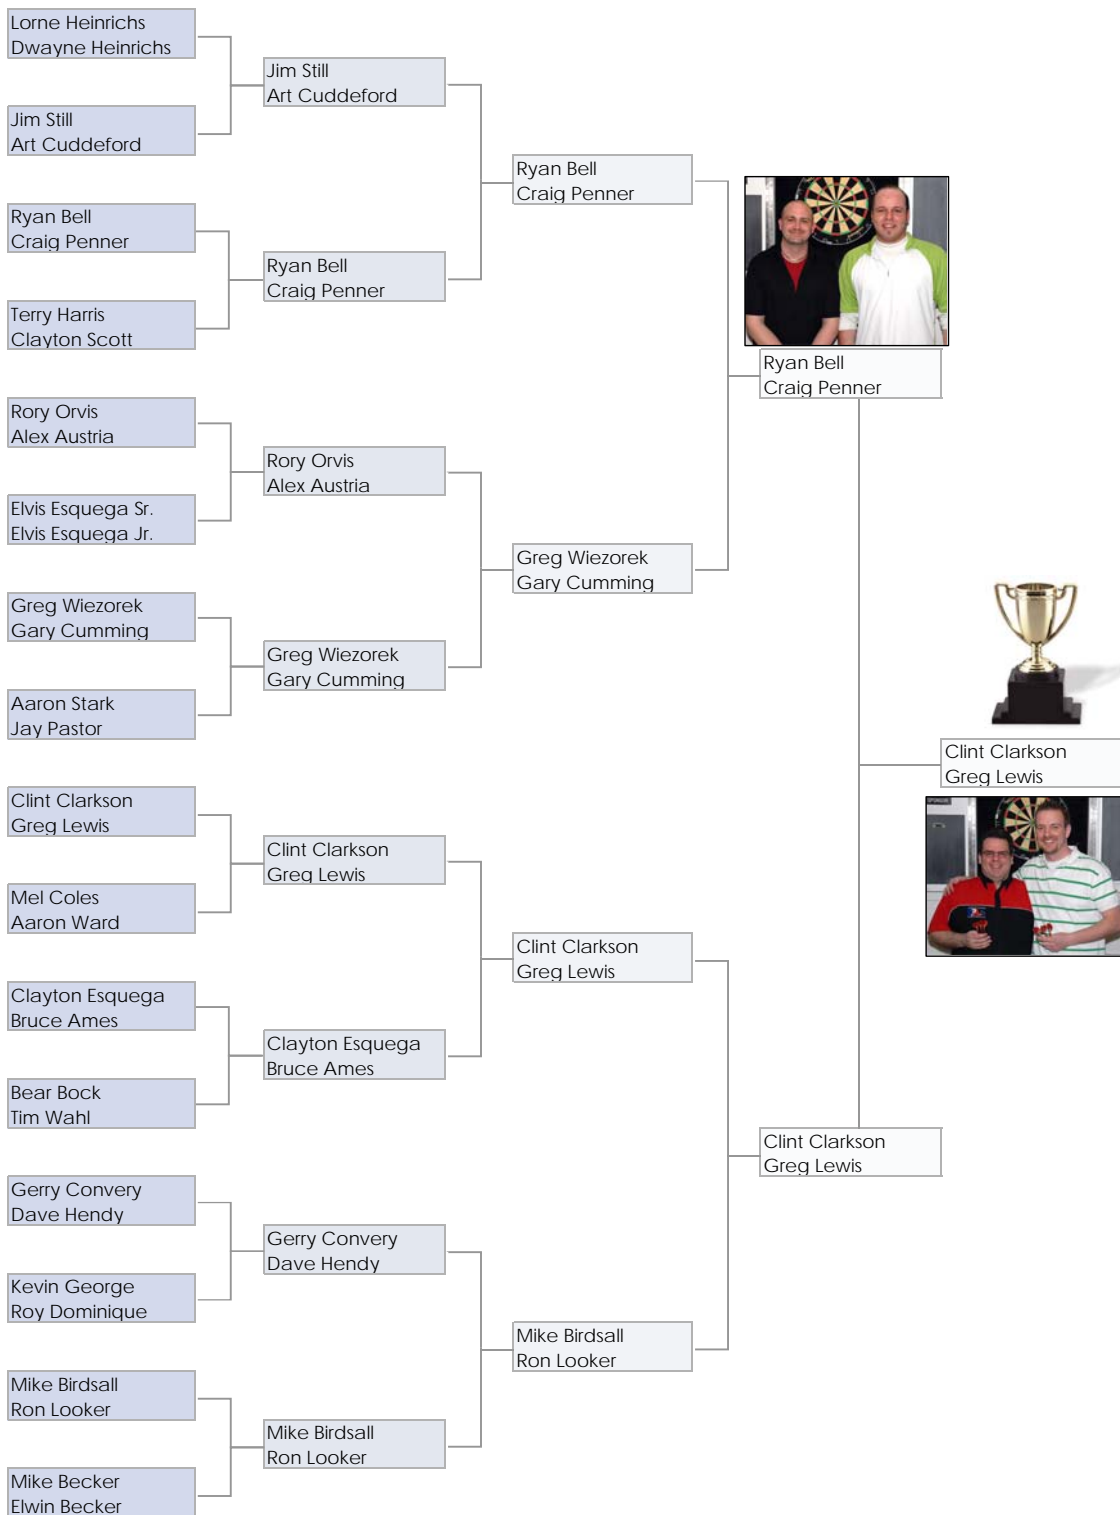 Lorne Heinrichs
Dwayne Heinrichs
Jim Still
Art Cuddeford
Ryan Bell
Craig Penner
Terry Harris
Clayton Scott
Rory Orvis
Alex Austria
Elvis Esquega Sr.
Elvis Esquega Jr.
Greg Wiezorek
Gary Cumming
Aaron Stark
Jay Pastor
Clint Clarkson
Greg Lewis
Mel Coles
Aaron Ward
Clayton Esquega
Bruce Ames
Bear Bock
Tim Wahl
Gerry Convery
Dave Hendy
Kevin George
Roy Dominique
Mike Birdsall
Ron Looker
Mike Becker
Elwin Becker
Jim Still
Art Cuddeford
Ryan Bell
Craig Penner
Rory Orvis
Alex Austria
Greg Wiezorek
Gary Cumming
Clint Clarkson
Greg Lewis
Clayton Esquega
Bruce Ames
Gerry Convery
Dave Hendy
Mike Birdsall
Ron Looker
Ryan Bell
Craig Penner
Greg Wiezorek
Gary Cumming
Clint Clarkson
Greg Lewis
Mike Birdsall
Ron Looker
Ryan Bell
Craig Penner
Clint Clarkson
Greg Lewis
Clint Clarkson
Greg Lewis